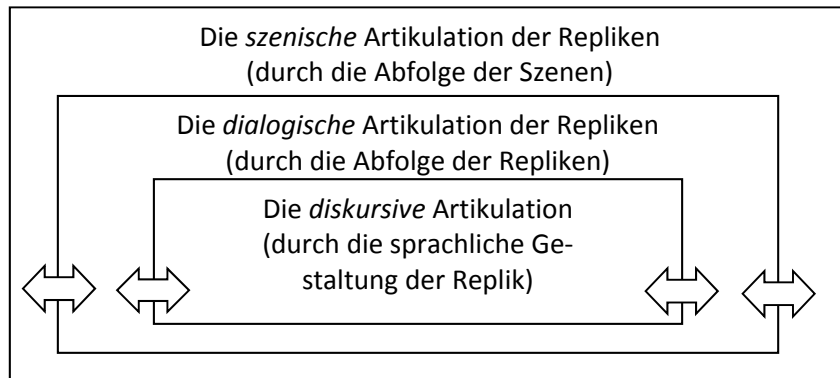 Die szenische Artikulation der Repliken
(durch die Abfolge der Szenen)
Die dialogische Artikulation der Repliken
(durch die Abfolge der Repliken)
Die diskursive Artikulation
(durch die sprachliche Ge-
staltung der Replik)